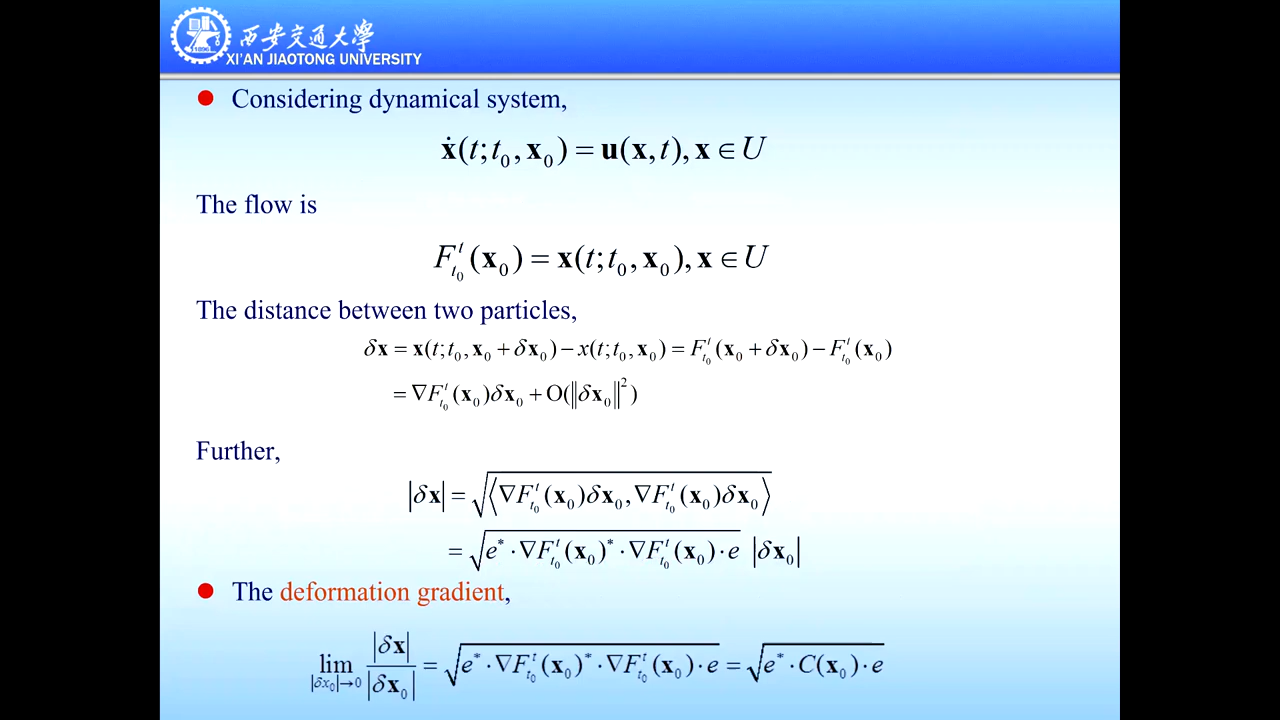 西安交通大學
1896
XI'AN JIAOTONG UNIVERSITY
● Considering dynamical system,
ẋ(t; t₀, x₀) = u(x, t), x ∈ U
The flow is
F_{t₀}^{t}(x₀) = x(t; t₀, x₀), x ∈ U
The distance between two particles,
δx = x(t; t₀, x₀ + δx₀) − x(t; t₀, x₀) = F_{t₀}^{t}(x₀ + δx₀) − F_{t₀}^{t}(x₀)
= ∇F_{t₀}^{t}(x₀)δx₀ + O(‖δx₀‖²)
Further,
|δx| = √⟨∇F_{t₀}^{t}(x₀)δx₀, ∇F_{t₀}^{t}(x₀)δx₀⟩
= √(e* · ∇F_{t₀}^{t}(x₀)* · ∇F_{t₀}^{t}(x₀) · e) |δx₀|
● The deformation gradient,
lim_{|δx₀|→0} |δx| / |δx₀| = √(e* · ∇F_{t₀}^{t}(x₀)* · ∇F_{t₀}^{t}(x₀) · e) = √(e* · C(x₀) · e)